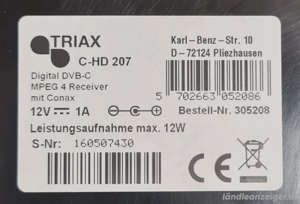 TRIAX
C-HD 207
Digital DVB-C
MPEG 4 Receiver
mit Conax
12V ⎓ 1A
Leistungsaufnahme max. 12W
S-Nr: 160507430
Karl-Benz-Str. 10
D-72124 Pliezhausen
5 702663 052086
Bestell-Nr. 305208
CE
ländleanzeiger.at